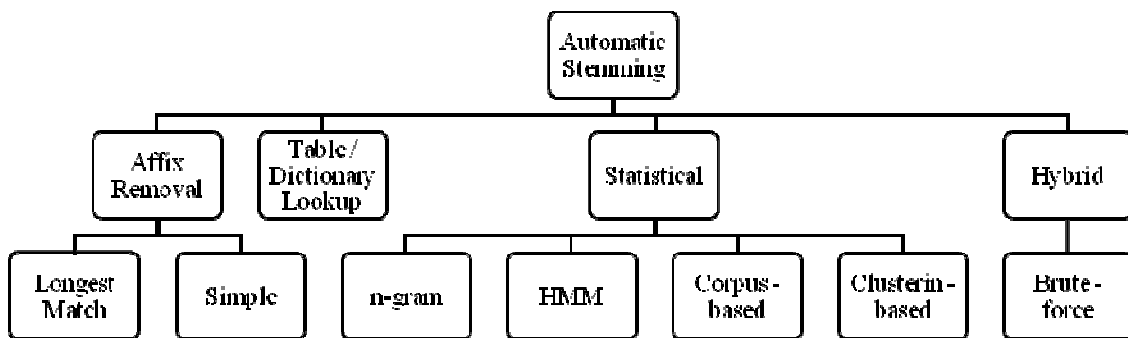 Automatic
Stemming
Affix
Removal
Table /
Dictionary
Lookup
Statistical
Hybrid
Longest
Match
Simple
n-gram
HMM
Corpus-
based
Clusterin-
based
Brute-
force